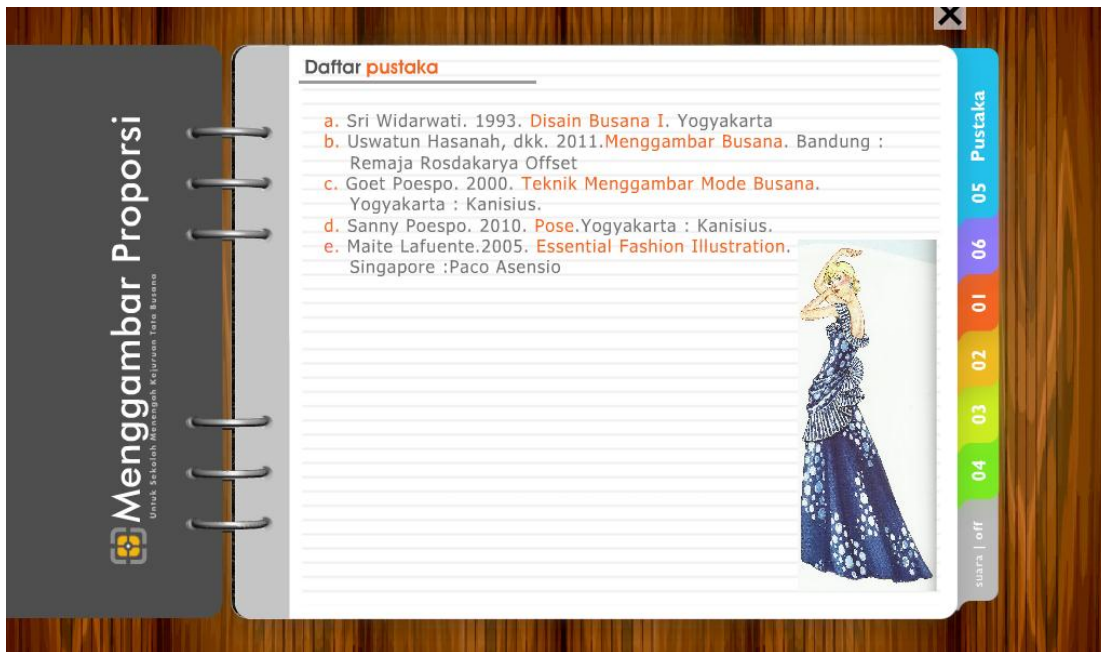 Menggambar Proporsi
Untuk Sekolah Menengah Kejuruan Tata Busana
Daftar pustaka
a. Sri Widarwati. 1993. Disain Busana I. Yogyakarta
b. Uswatun Hasanah, dkk. 2011.Menggambar Busana. Bandung :
Remaja Rosdakarya Offset
c. Goet Poespo. 2000. Teknik Menggambar Mode Busana.
Yogyakarta : Kanisius.
d. Sanny Poespo. 2010. Pose.Yogyakarta : Kanisius.
e. Maite Lafuente.2005. Essential Fashion Illustration.
Singapore :Paco Asensio
05 Pustaka
06
01
02
03
04
suara | off
X